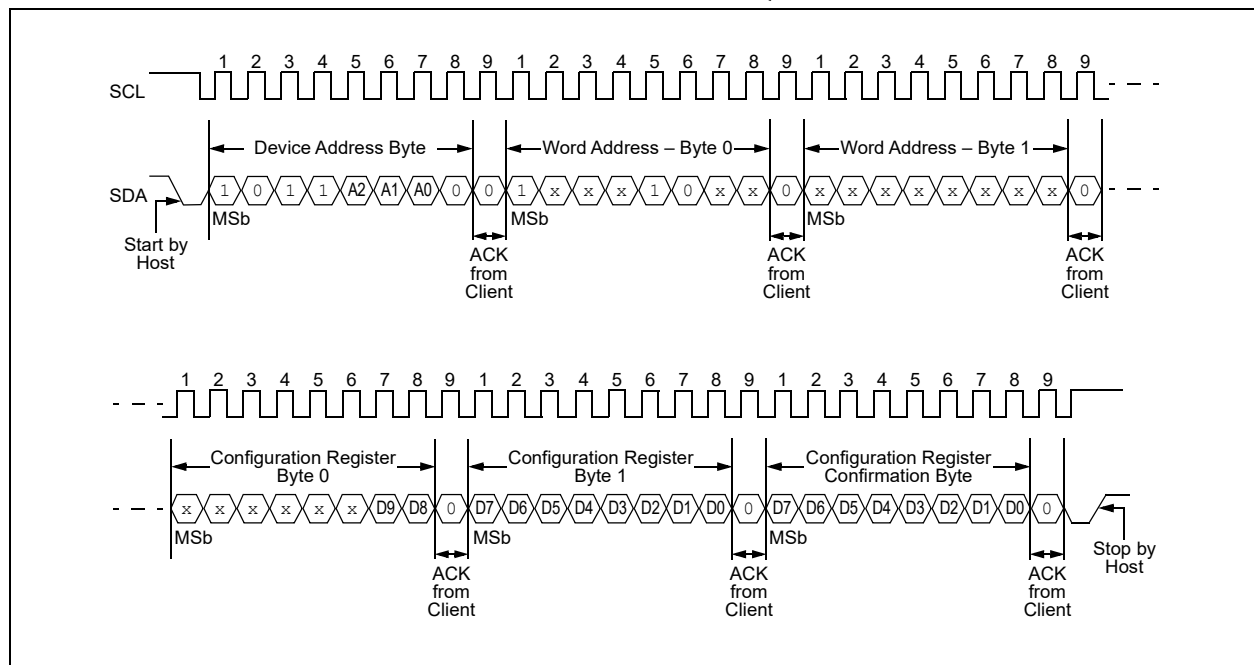 1 2 3 4 5 6 7 8 9 1 2 3 4 5 6 7 8 9 1 2 3 4 5 6 7 8 9
SCL
Device Address Byte Word Address – Byte 0 Word Address – Byte 1
SDA 1 0 1 1 A2 A1 A0 0 0 1 x x x 1 0 x x 0 x x x x x x x x 0
MSb MSb MSb
Start by Host
ACK from Client
ACK from Client
ACK from Client
1 2 3 4 5 6 7 8 9 1 2 3 4 5 6 7 8 9 1 2 3 4 5 6 7 8 9
Configuration Register Byte 0
Configuration Register Byte 1
Configuration Register Confirmation Byte
x x x x x x D9 D8 0 D7 D6 D5 D4 D3 D2 D1 D0 0 D7 D6 D5 D4 D3 D2 D1 D0 0
MSb MSb MSb
ACK from Client
ACK from Client
ACK from Client
Stop by Host